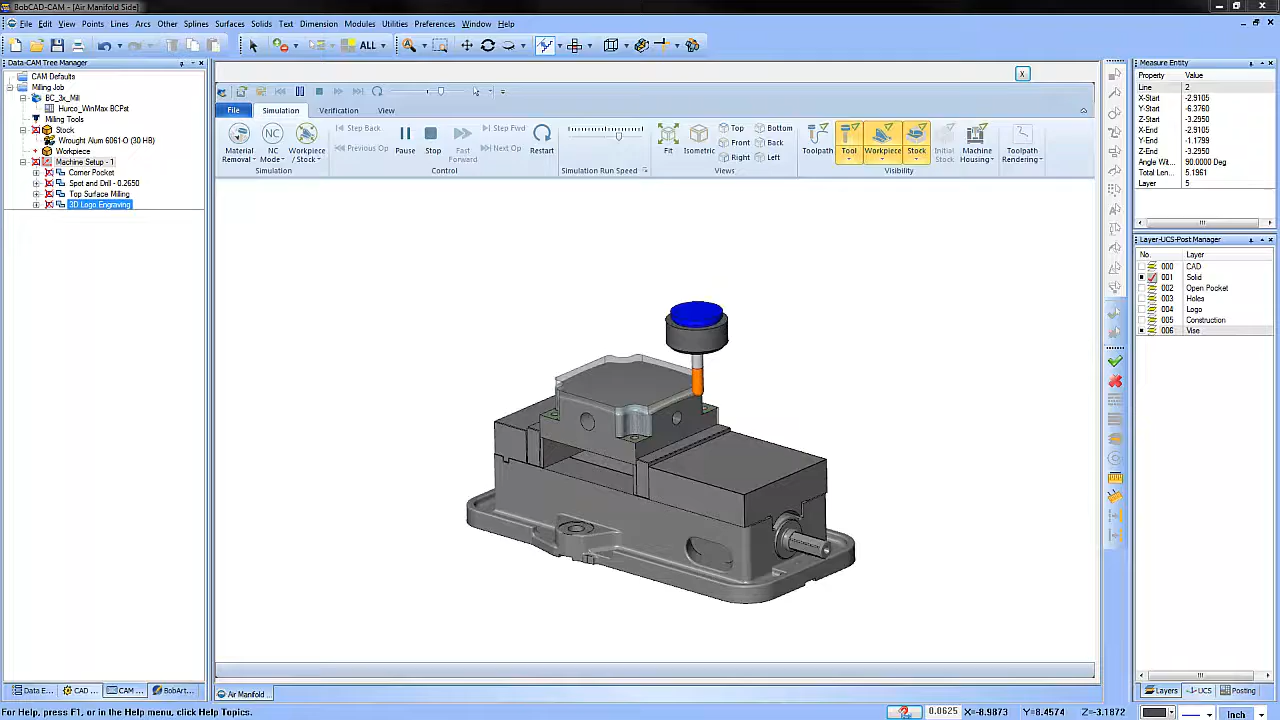 BobCAD-CAM - [Air Manifold Side]
File Edit View Points Lines Arcs Other Splines Surfaces Solids Text Dimension Modules Utilities Preferences Window Help
ALL
Data-CAM Tree Manager
CAM Defaults
Milling Job
BC_3x_Mill
Hurco_WinMax BCPst
Milling Tools
Stock
Wrought Alum 6061-O (30 HB)
Workpiece
Machine Setup - 1
Corner Pocket
Spot and Drill - 0.2650
Top Surface Milling
3D Logo Engraving
Data E... CAD ... CAM ... BobArt...
File Simulation Verification View
Material Removal
NC Mode
Workpiece / Stock
Simulation
Step Back
Previous Op
Pause
Stop
Fast Forward
Step Fwd
Next Op
Restart
Control
Simulation Run Speed
Fit
Isometric
Top
Front
Right
Bottom
Back
Left
Views
Toolpath
Tool
Workpiece
Stock
Initial Stock
Machine Housing
Visibility
Toolpath Rendering
Air Manifold ...
Measure Entity
Property Value
Line 2
X-Start -2.9105
Y-Start -6.3760
Z-Start -3.2950
X-End -2.9105
Y-End -1.1799
Z-End -3.2950
Angle Wi... 90.0000 Deg
Total Len... 5.1961
Layer 5
Layer-UCS-Post Manager
No. Layer
000 CAD
001 Solid
002 Open Pocket
003 Holes
004 Logo
005 Construction
006 Vise
Layers UCS Posting
For Help, press F1, or in the Help menu, click Help Topics.
0.0625 X=-8.9873 Y=8.4574 Z=-3.1872
Inch